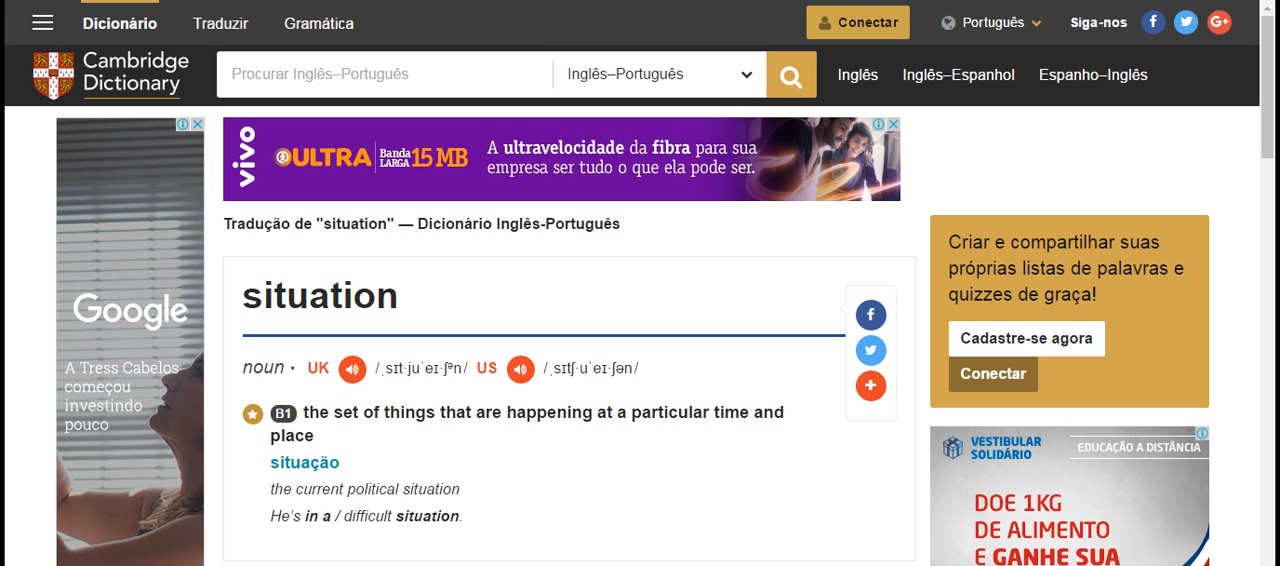 Dicionário Traduzir Gramática Conectar Português Siga-nos
Cambridge
Dictionary
Procurar Inglês–Português Inglês–Português Inglês Inglês–Espanhol Espanho–Inglês
vivo
ULTRA Banda LARGA 15 MB
A ultravelocidade da fibra para sua
empresa ser tudo o que ela pode ser.
Google
A Tress Cabelos
começou
investindo
pouco
Tradução de "situation" — Dicionário Inglês-Português
situation
noun · UK /ˌsɪt·juˈeɪ·ʃᵊn/ US /ˌsɪtʃ·uˈeɪ·ʃən/
B1 the set of things that are happening at a particular time and
place
situação
the current political situation
He's in a / difficult situation.
Criar e compartilhar suas
próprias listas de palavras e
quizzes de graça!
Cadastre-se agora
Conectar
VESTIBULAR
SOLIDÁRIO
EDUCAÇÃO A DISTÂNCIA
DOE 1KG
DE ALIMENTO
E GANHE SUA